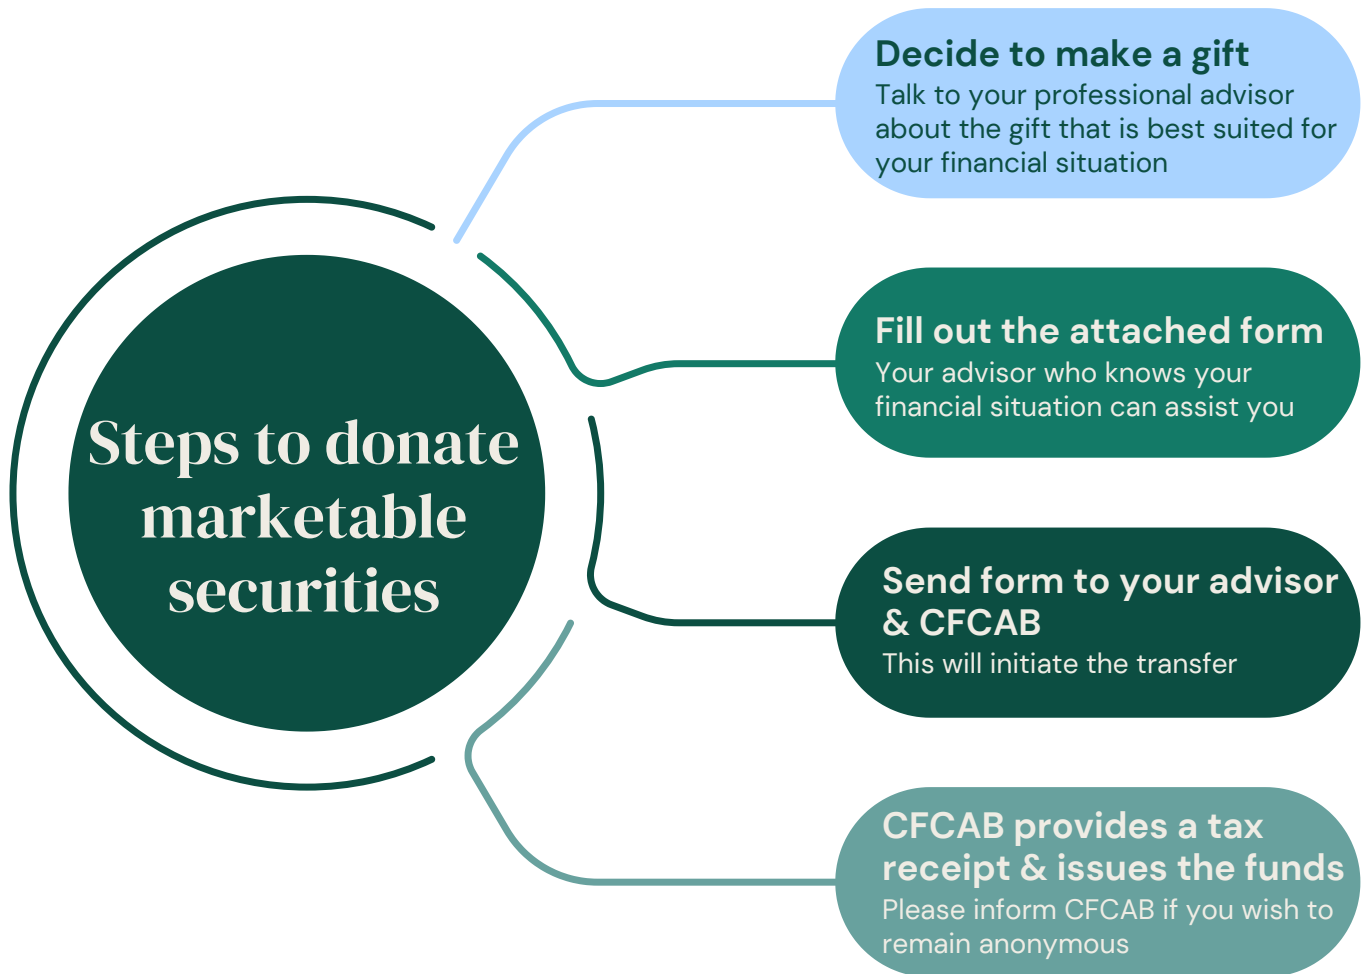 Steps to donate
marketable
securities
Decide to make a gift
Talk to your professional advisor
about the gift that is best suited for
your financial situation
Fill out the attached form
Your advisor who knows your
financial situation can assist you
Send form to your advisor
& CFCAB
This will initiate the transfer
CFCAB provides a tax
receipt & issues the funds
Please inform CFCAB if you wish to
remain anonymous